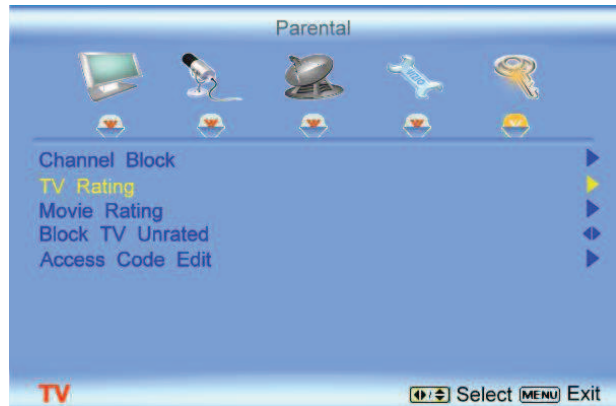 Parental
Channel Block
TV Rating
Movie Rating
Block TV Unrated
Access Code Edit
TV Select MENU Exit